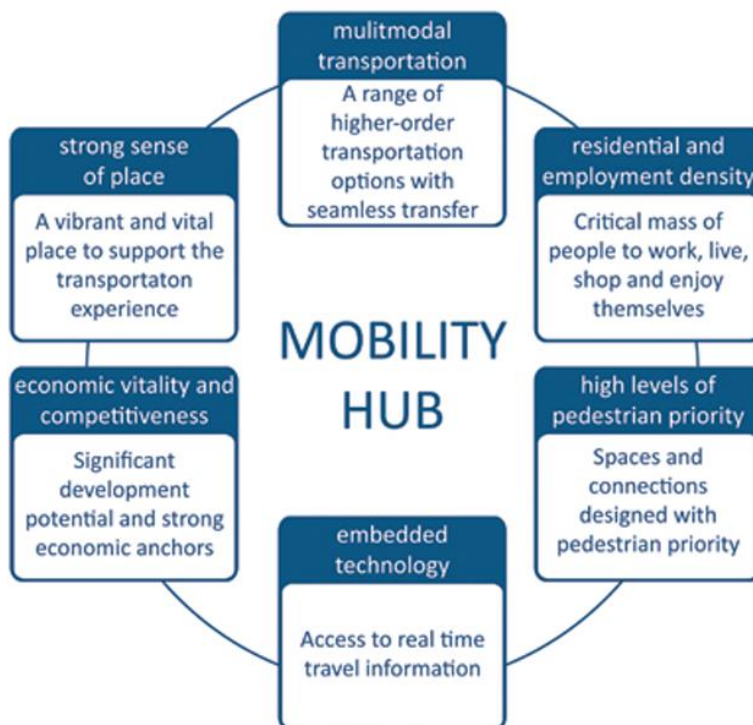 mulitmodal
transportation
A range of
higher-order
transportation
options with
seamless transfer
residential and
employment density
Critical mass of
people to work, live,
shop and enjoy
themselves
high levels of
pedestrian priority
Spaces and
connections
designed with
pedestrian priority
embedded
technology
Access to real time
travel information
economic vitality and
competitiveness
Significant
development
potential and strong
economic anchors
strong sense
of place
A vibrant and vital
place to support the
transportaton
experience
MOBILITY
HUB